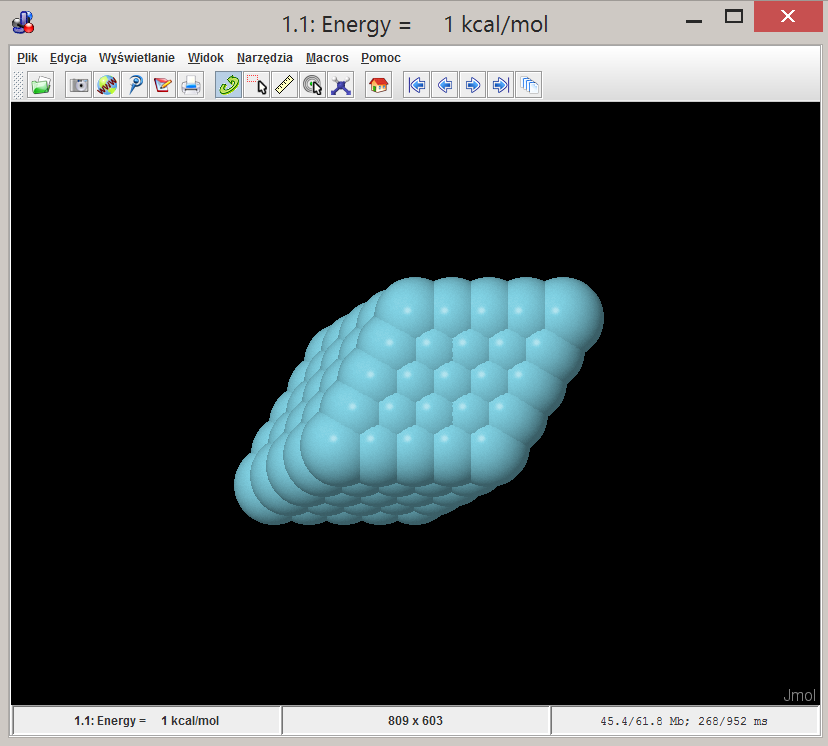 1.1: Energy =     1 kcal/mol
Plik Edycja Wyświetlanie Widok Narzędzia Macros Pomoc
Jmol
1.1: Energy =     1 kcal/mol
809 x 603
45.4/61.8 Mb; 268/952 ms